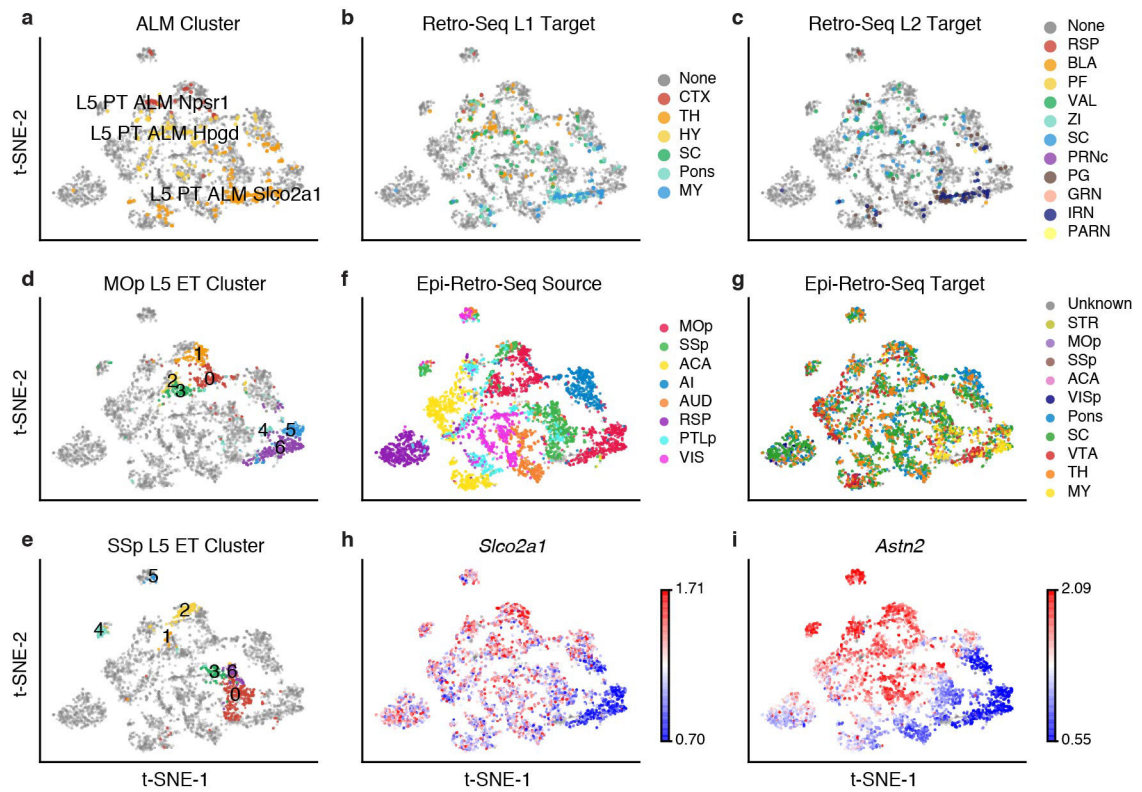 a
ALM Cluster
b
Retro-Seq L1 Target
c
Retro-Seq L2 Target
t-SNE-2
L5 PT ALM Npsr1
L5 PT ALM Hpgd
L5 PT ALM Slco2a1
None
CTX
TH
HY
SC
Pons
MY
None
RSP
BLA
PF
VAL
ZI
SC
PRNc
PG
GRN
IRN
PARN
d
MOp L5 ET Cluster
f
Epi-Retro-Seq Source
g
Epi-Retro-Seq Target
t-SNE-2
1
0
2
3
4
5
6
MOp
SSp
ACA
AI
AUD
RSP
PTLp
VIS
Unknown
STR
MOp
SSp
ACA
VISp
Pons
SC
VTA
TH
MY
e
SSp L5 ET Cluster
h
Slco2a1
i
Astn2
t-SNE-2
5
2
4
1
3
6
0
1.71
0.70
2.09
0.55
t-SNE-1
t-SNE-1
t-SNE-1